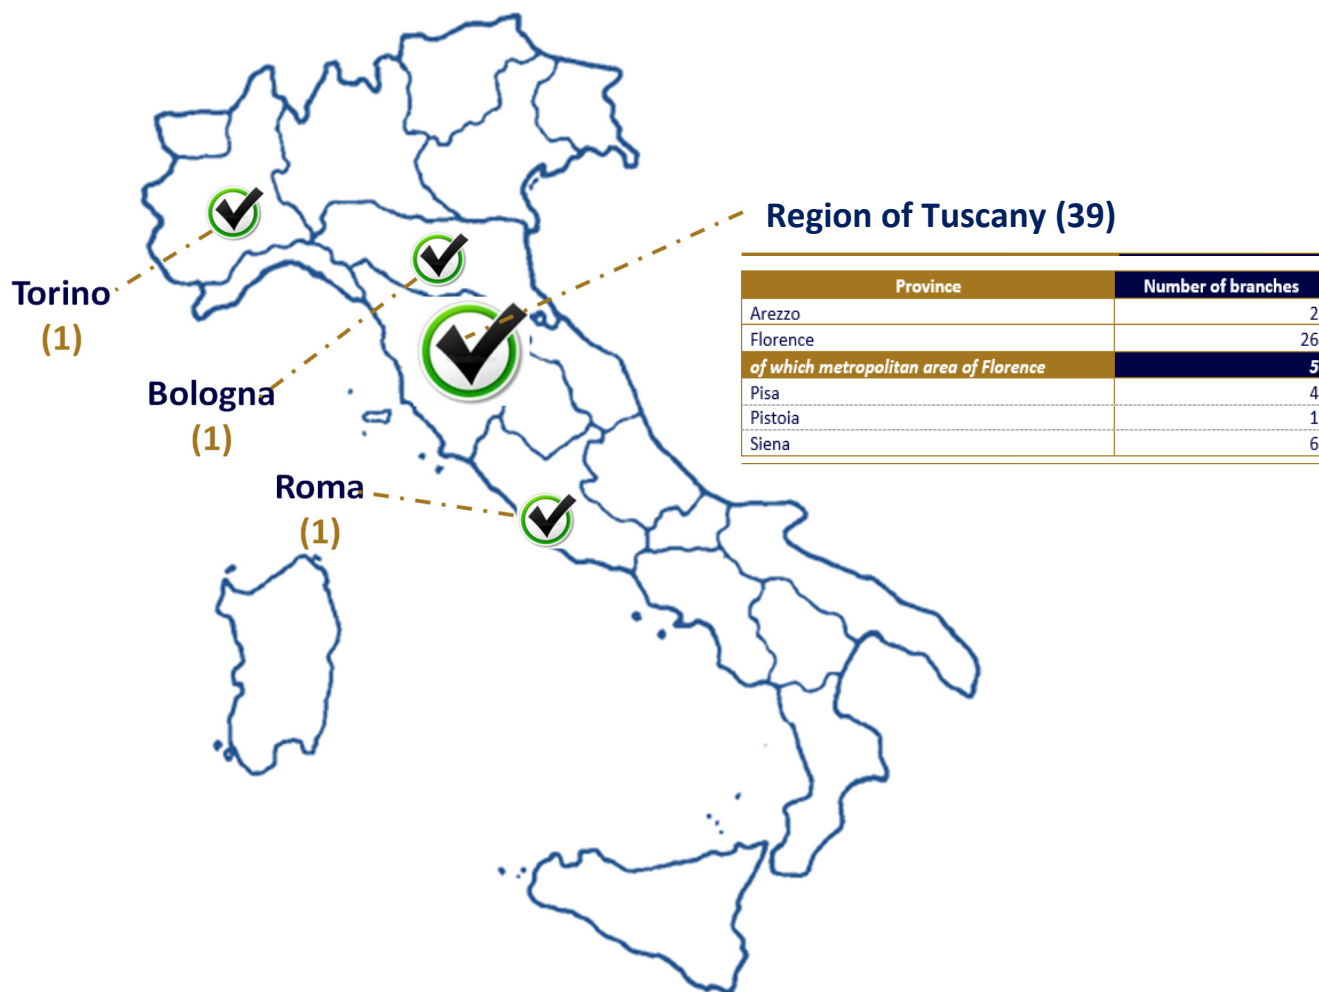 Region of Tuscany (39)
Torino
(1)
Bologna
(1)
Roma
(1)
Province Number of branches
Arezzo 2
Florence 26
of which metropolitan area of Florence 5
Pisa 4
Pistoia 1
Siena 6